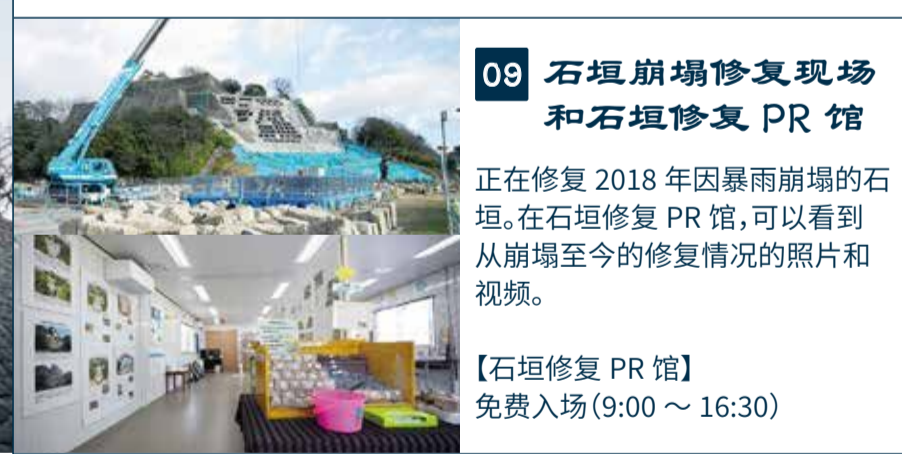 09 石垣崩塌修复现场
和石垣修复 PR 馆
正在修复 2018 年因暴雨崩塌的石
垣。在石垣修复 PR 馆,可以看到
从崩塌至今的修复情况的照片和
视频。
【石垣修复 PR 馆】
免费入场(9:00 ～ 16:30)